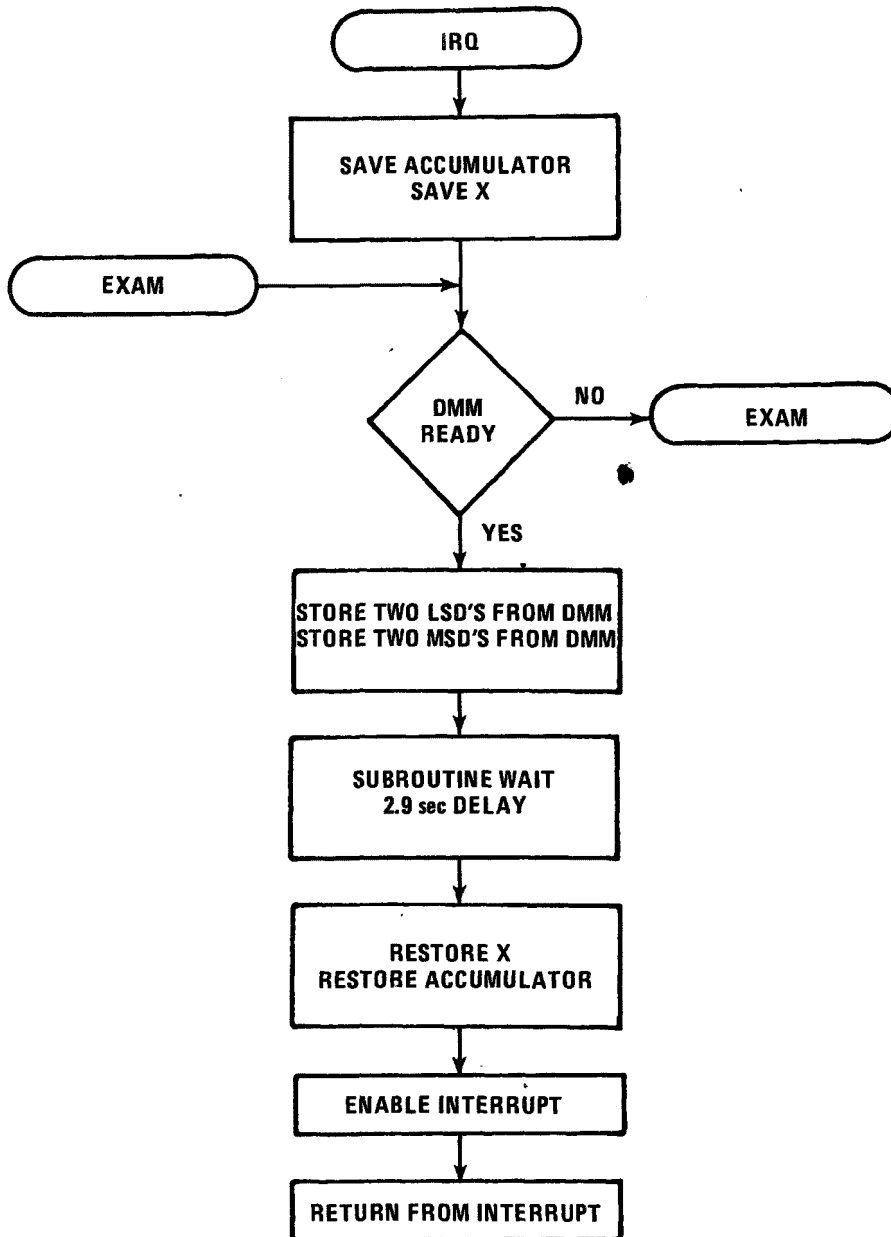 IRQ
SAVE ACCUMULATOR
SAVE X
EXAM
DMM
READY
NO
EXAM
YES
STORE TWO LSD'S FROM DMM
STORE TWO MSD'S FROM DMM
SUBROUTINE WAIT
2.9 sec DELAY
RESTORE X
RESTORE ACCUMULATOR
ENABLE INTERRUPT
RETURN FROM INTERRUPT